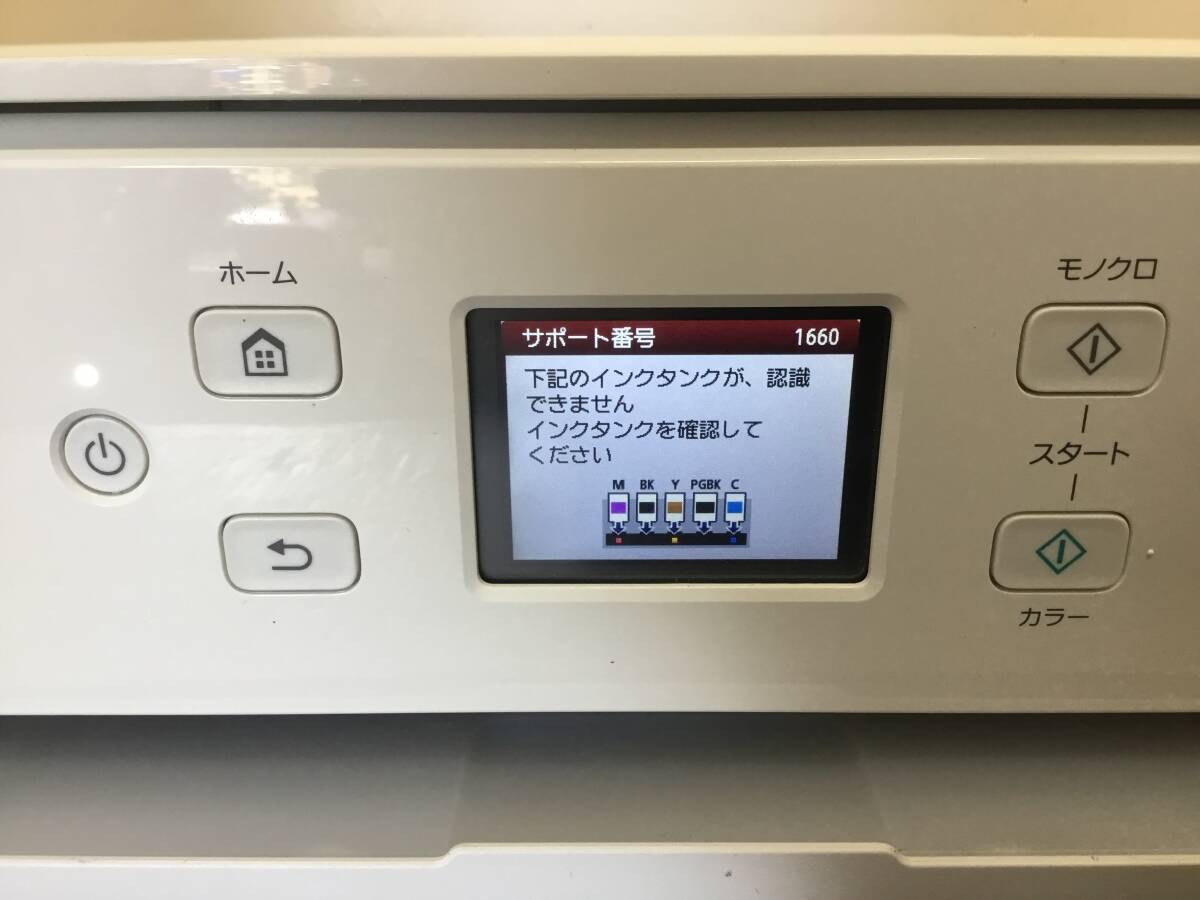 ホーム
モノクロ
サポート番号 1660
下記のインクタンクが、認識
できません
インクタンクを確認して
ください
M BK Y PGBK C
スタート
カラー